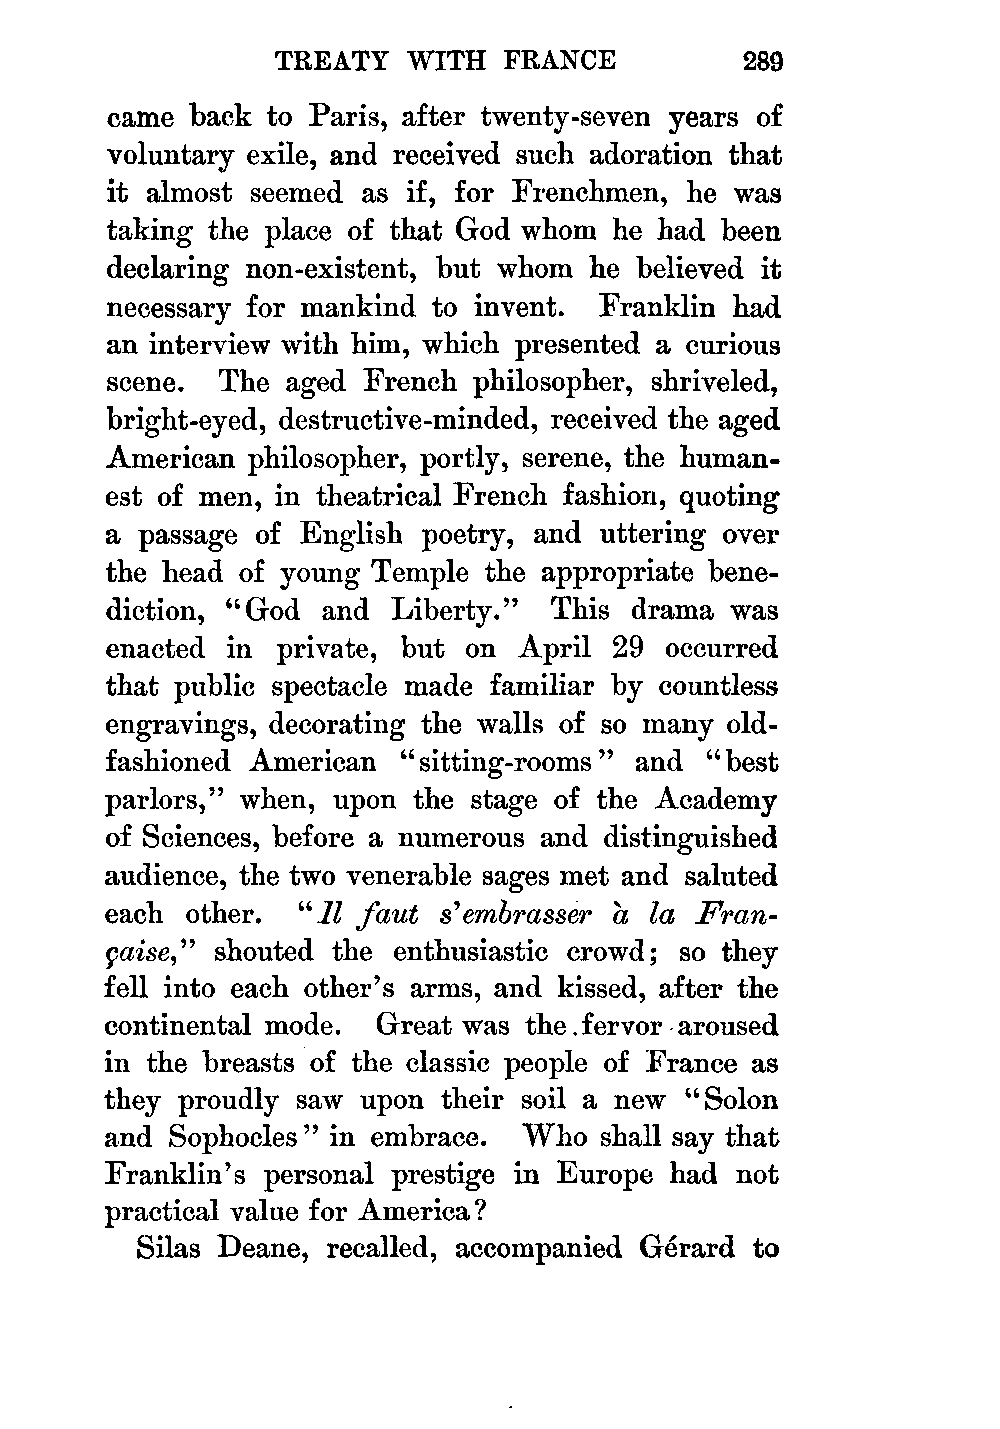 TREATY WITH FRANCE 289
came back to Paris, after twenty-seven years of
voluntary exile, and received such adoration that
it almost seemed as if, for Frenchmen, he was
taking the place of that God whom he had been
declaring non-existent, but whom he believed it
necessary for mankind to invent. Franklin had
an interview with him, which presented a curious
scene. The aged French philosopher, shriveled,
bright-eyed, destructive-minded, received the aged
American philosopher, portly, serene, the human-
est of men, in theatrical French fashion, quoting
a passage of English poetry, and uttering over
the head of young Temple the appropriate bene-
diction, “God and Liberty.” This drama was
enacted in private, but on April 29 occurred
that public spectacle made familiar by countless
engravings, decorating the walls of so many old-
fashioned American “sitting-rooms” and “best
parlors,” when, upon the stage of the Academy
of Sciences, before a numerous and distinguished
audience, the two venerable sages met and saluted
each other. “Il faut s’embrasser à la Fran-
çaise,” shouted the enthusiastic crowd; so they
fell into each other’s arms, and kissed, after the
continental mode. Great was the fervor aroused
in the breasts of the classic people of France as
they proudly saw upon their soil a new “Solon
and Sophocles” in embrace. Who shall say that
Franklin’s personal prestige in Europe had not
practical value for America?
Silas Deane, recalled, accompanied Gérard to